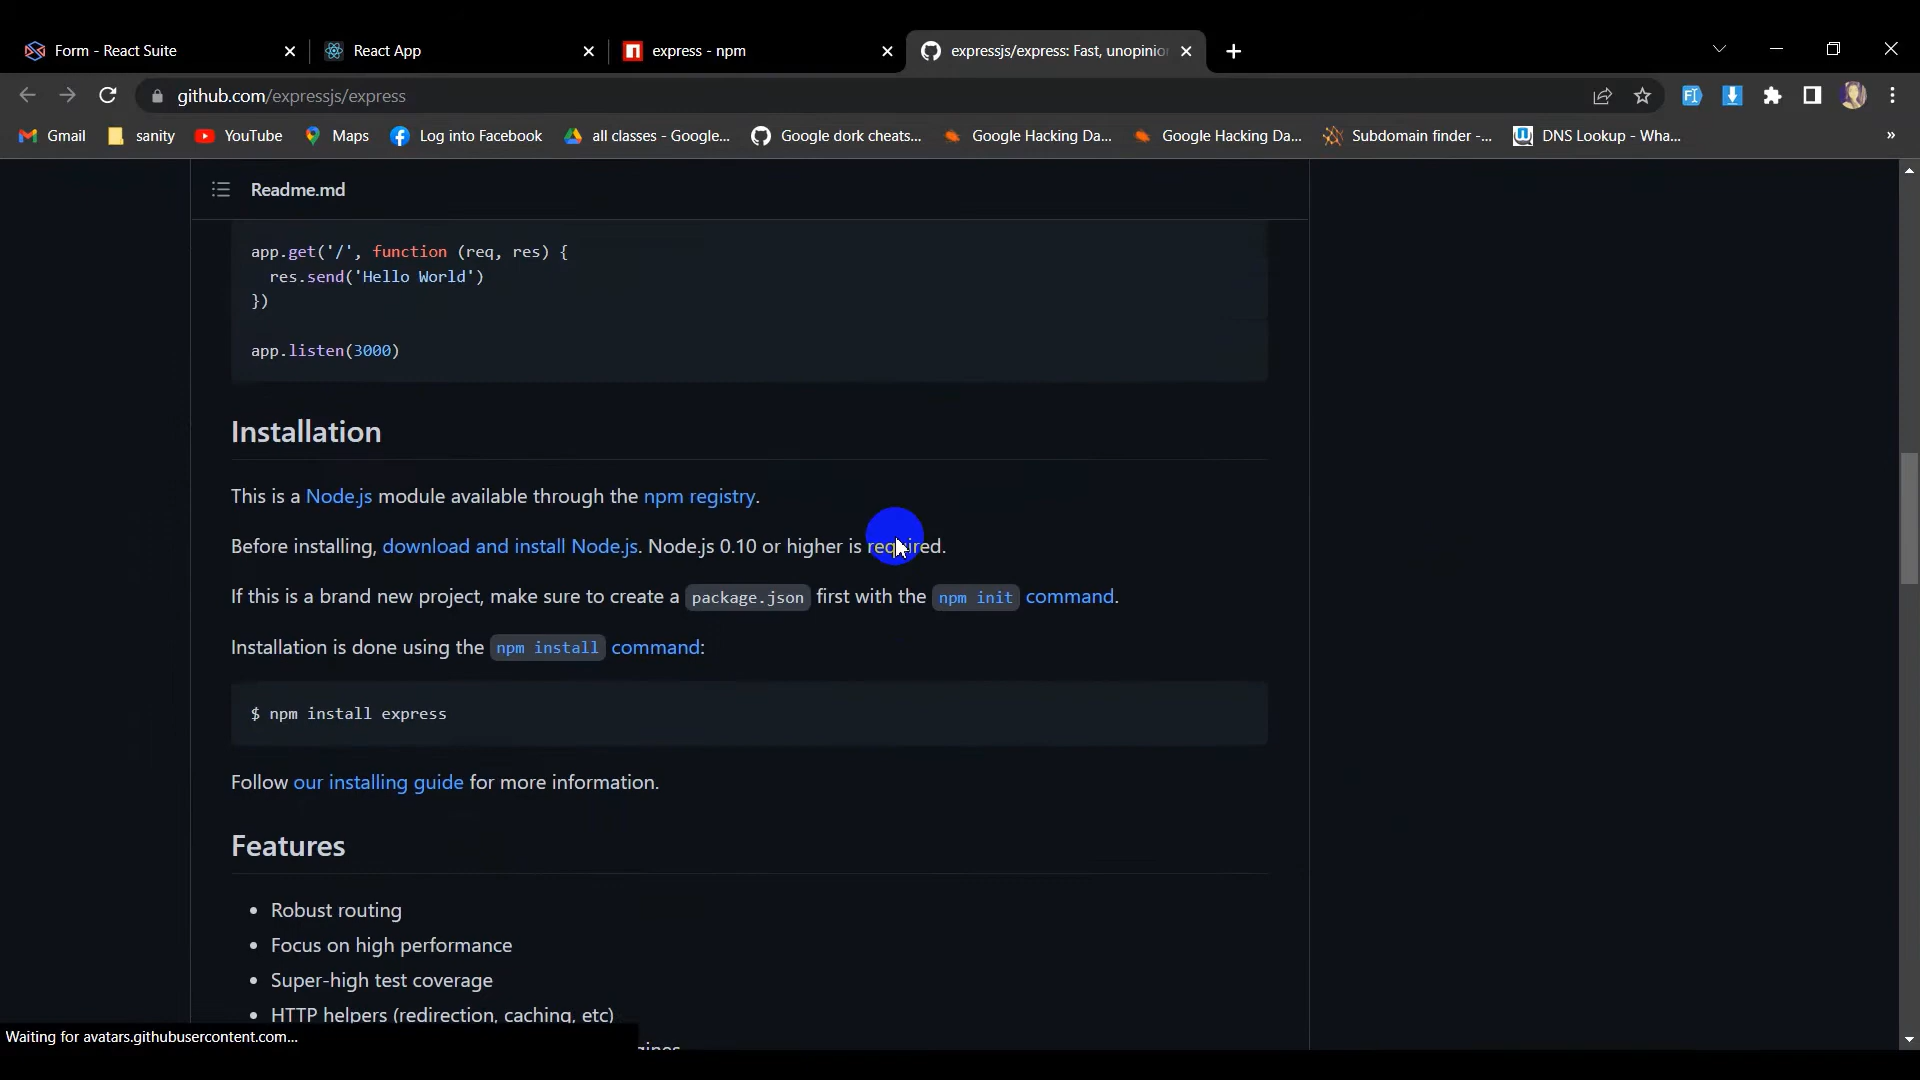 Form - React Suite
React App
express - npm
expressjs/express: Fast, unopinio
github.com/expressjs/express
Gmail
sanity
YouTube
Maps
Log into Facebook
all classes - Google...
Google dork cheats...
Google Hacking Da...
Google Hacking Da...
Subdomain finder -...
DNS Lookup - Wha...
»
Readme.md
app.get('/', function (req, res) {
res.send('Hello World')
})
app.listen(3000)
Installation
This is a Node.js module available through the npm registry.
Before installing, download and install Node.js. Node.js 0.10 or higher is required.
If this is a brand new project, make sure to create a package.json first with the npm init command.
Installation is done using the npm install command:
$ npm install express
Follow our installing guide for more information.
Features
• Robust routing
• Focus on high performance
• Super-high test coverage
• HTTP helpers (redirection, caching, etc)
Waiting for avatars.githubusercontent.com...